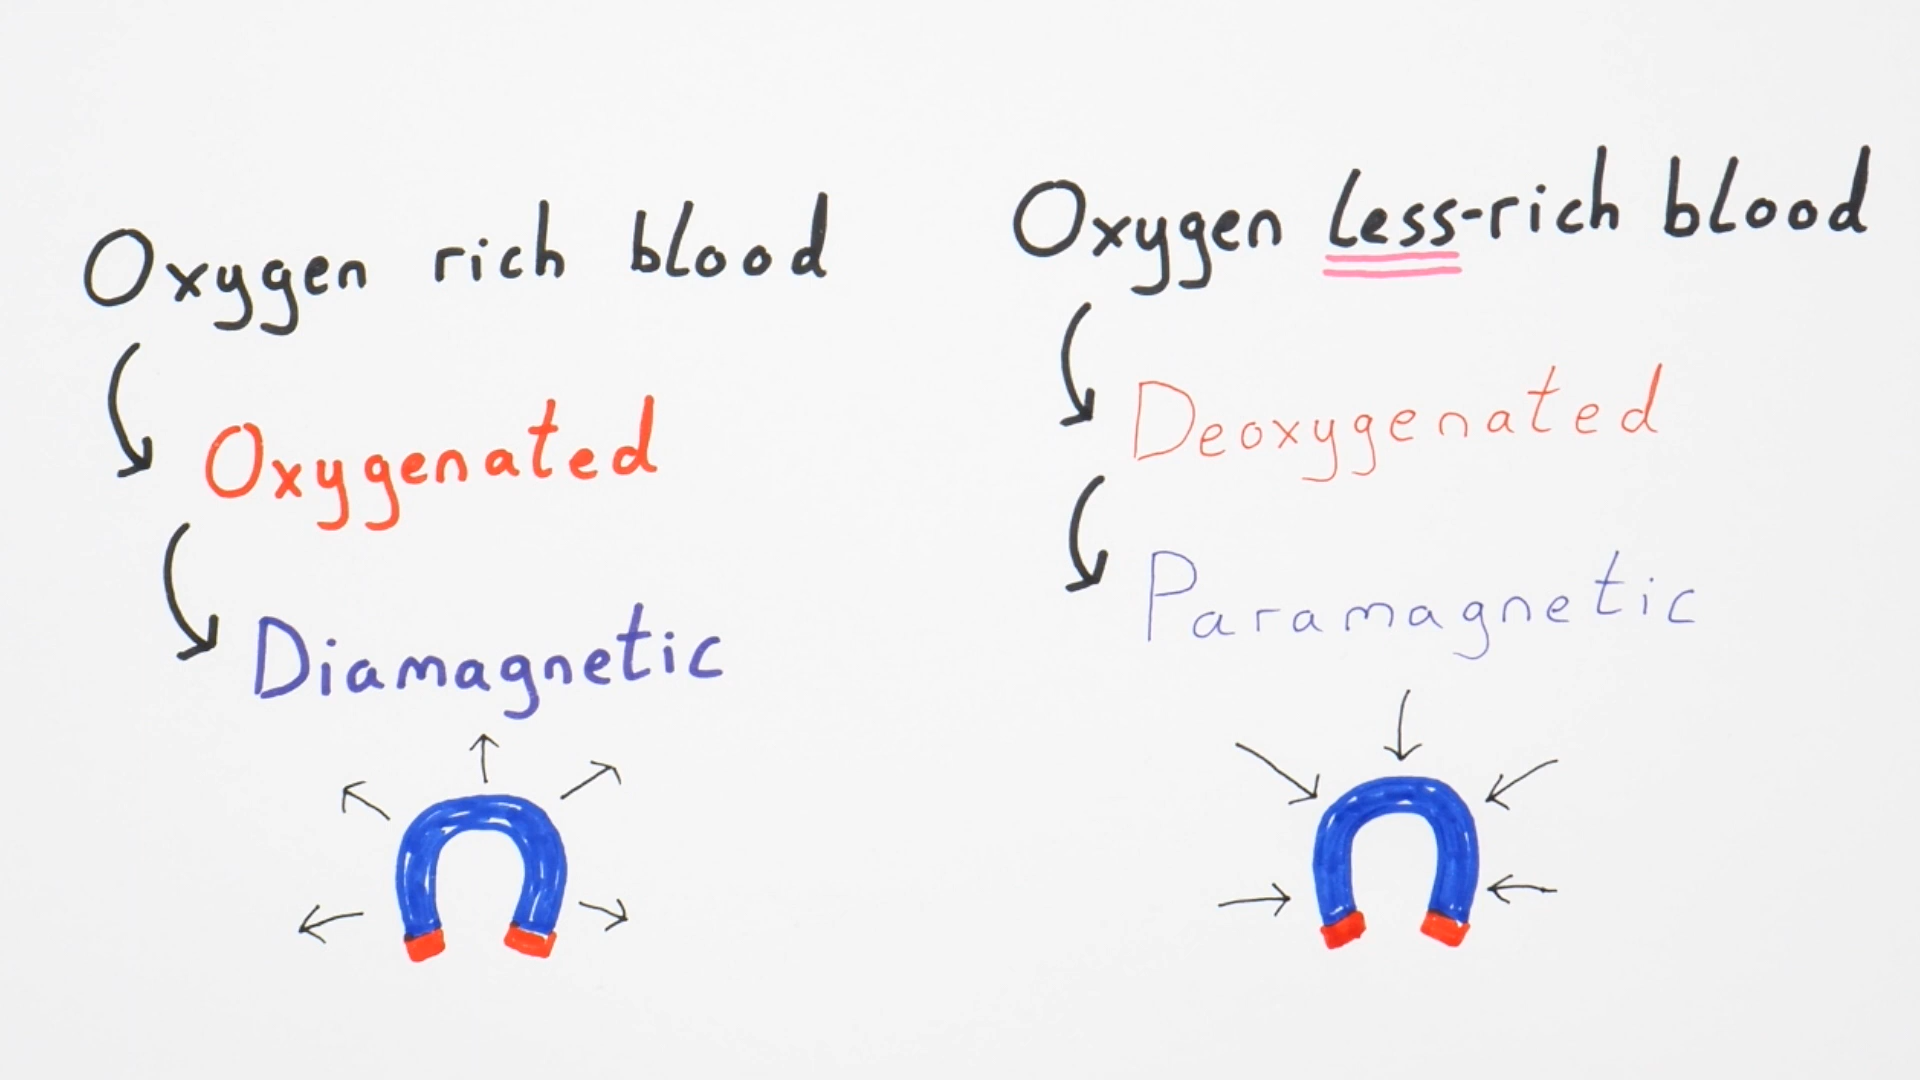 Oxygen rich blood
Oxygenated
Diamagnetic
Oxygen less-rich blood
Deoxygenated
Paramagnetic